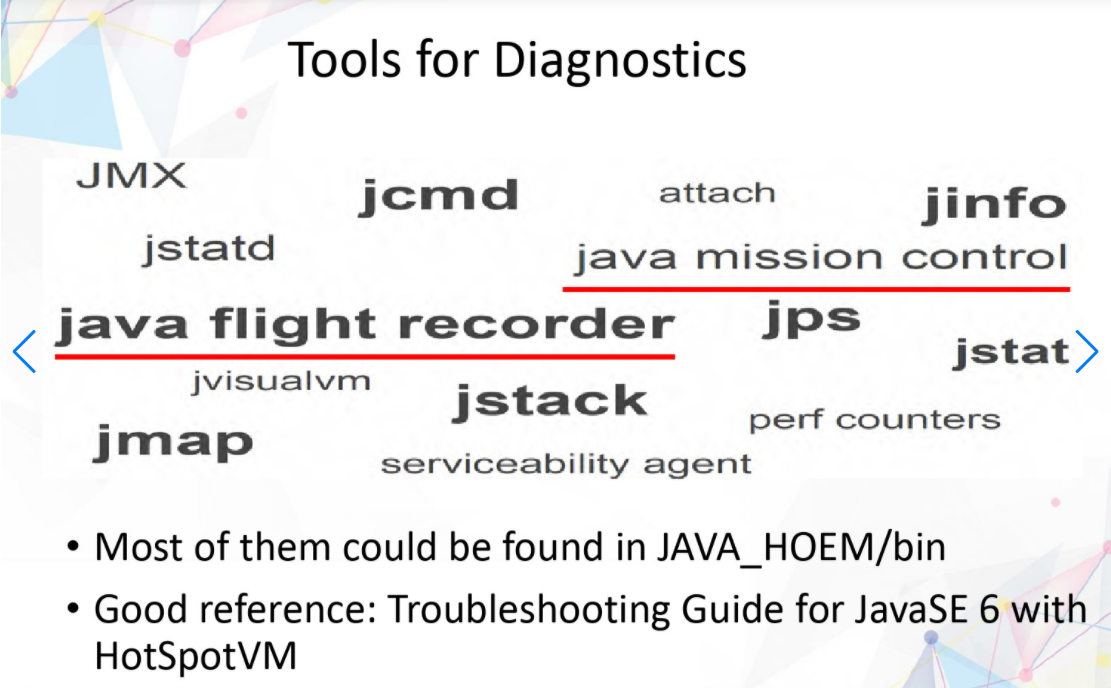 Tools for Diagnostics
JMX
jcmd
attach
jinfo
jstatd
java mission control
java flight recorder
jps
jstat
jvisualvm
jstack
perf counters
jmap
serviceability agent
• Most of them could be found in JAVA_HOEM/bin
• Good reference: Troubleshooting Guide for JavaSE 6 with
HotSpotVM